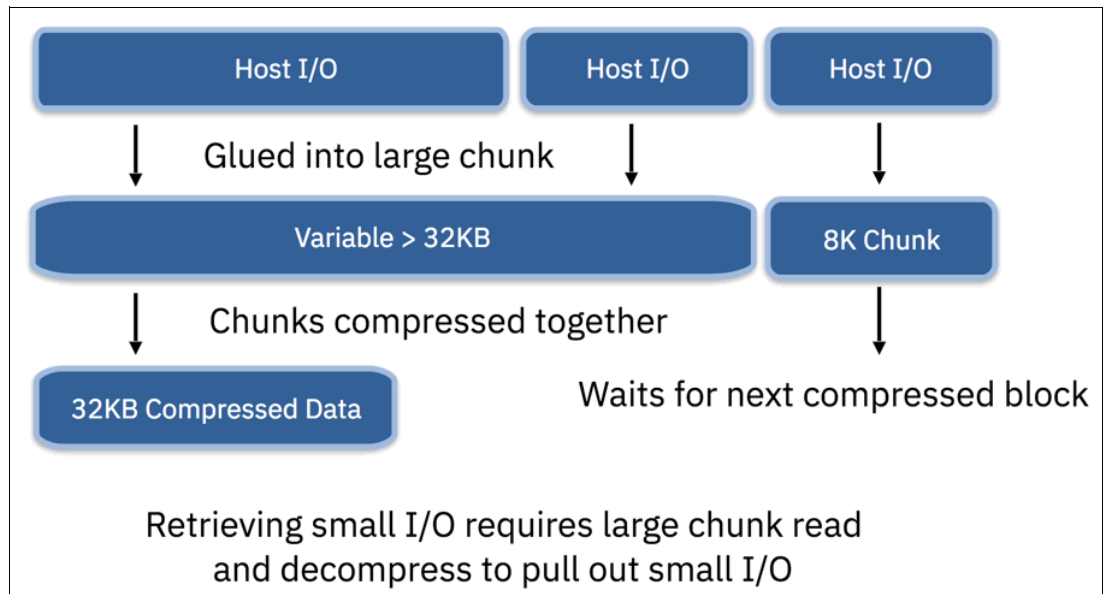 Host I/O
Host I/O
Host I/O
Glued into large chunk
Variable > 32KB
8K Chunk
Chunks compressed together
32KB Compressed Data
Waits for next compressed block
Retrieving small I/O requires large chunk read
and decompress to pull out small I/O